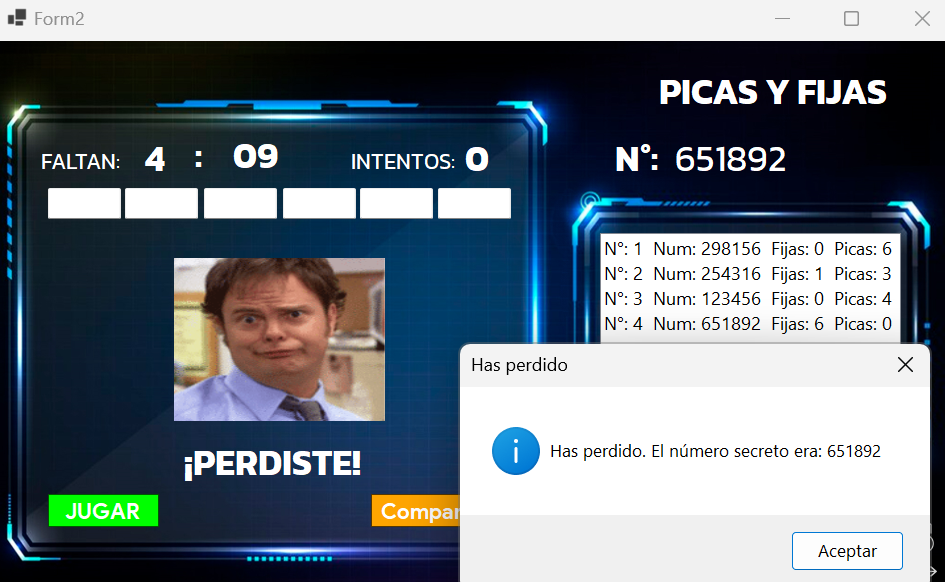 Form2
PICAS Y FIJAS
FALTAN: 4 : 09 INTENTOS: 0
N°: 651892
N°: 1 Num: 298156 Fijas: 0 Picas: 6
N°: 2 Num: 254316 Fijas: 1 Picas: 3
N°: 3 Num: 123456 Fijas: 0 Picas: 4
N°: 4 Num: 651892 Fijas: 6 Picas: 0
¡PERDISTE!
JUGAR
Compar
Has perdido
Has perdido. El número secreto era: 651892
Aceptar